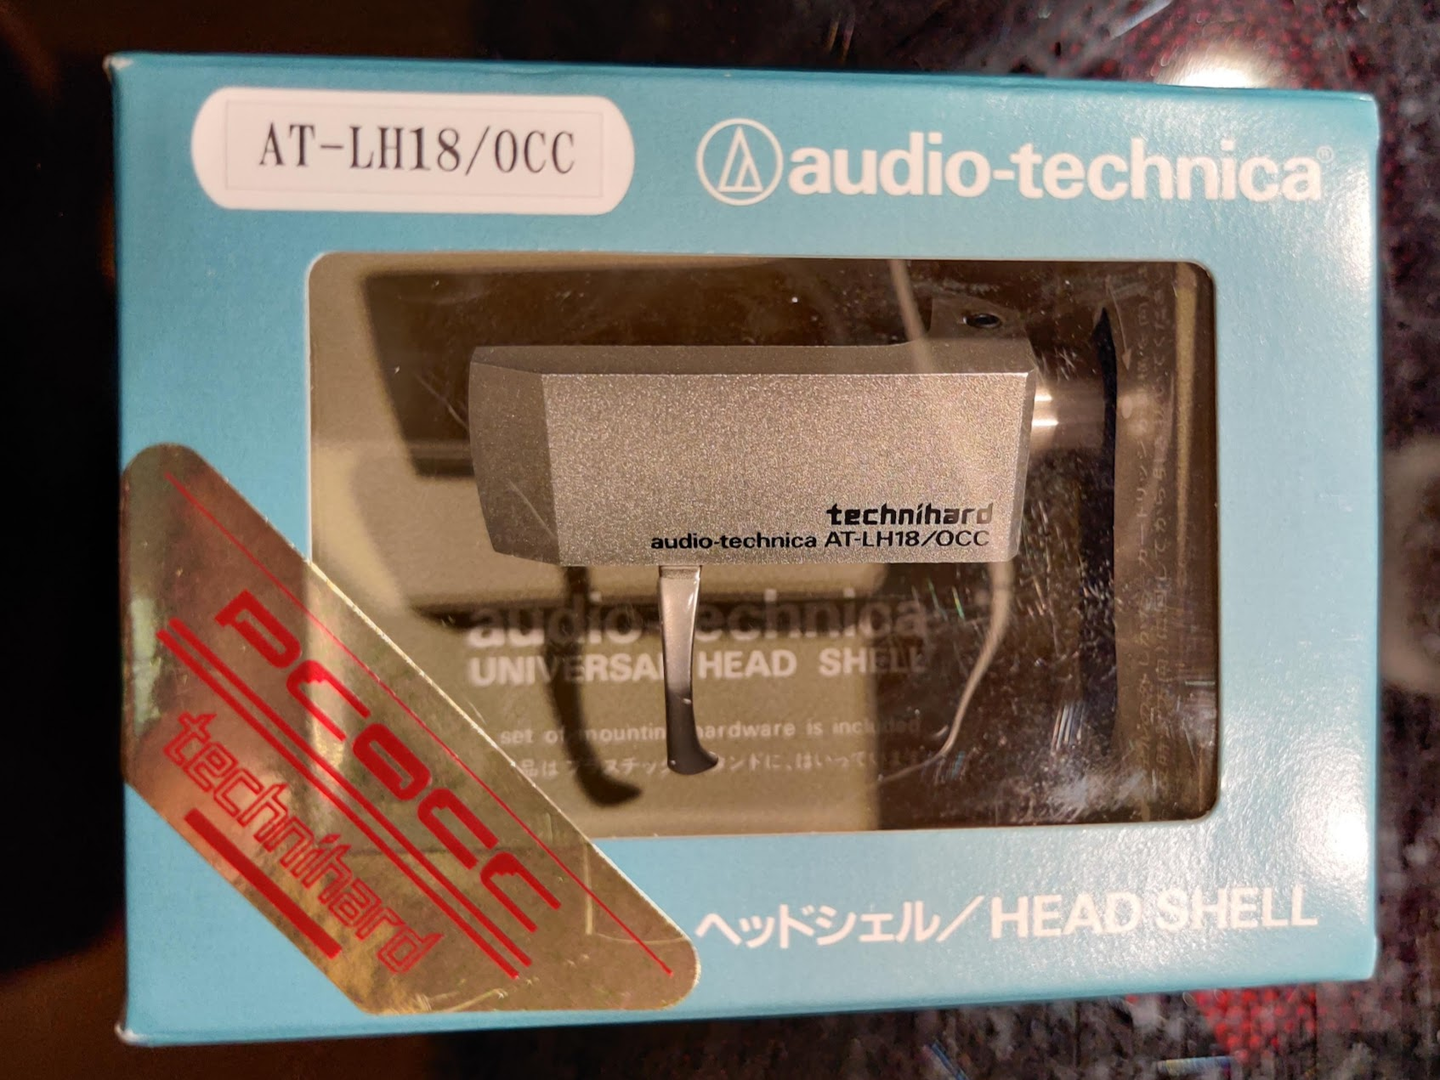 AT-LH18/OCC
audio-technica®
technihard
audio-technica AT-LH18/OCC
audio-technica
UNIVERSAL HEAD SHELL
set of mounting hardware is included
PCOCC
technihard
ヘッドシェル/HEAD SHELL